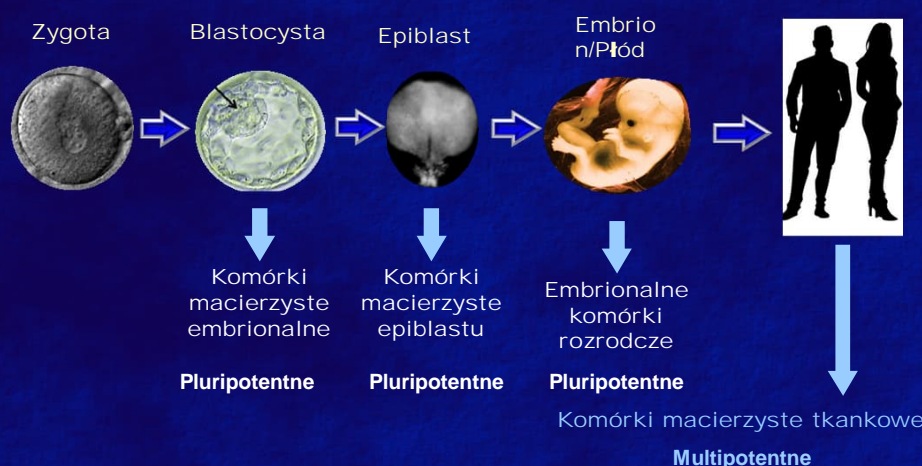 Zygota
Blastocysta
Epiblast
Embrio
n/Płód
Komórki
macierzyste
embrionalne
Pluripotentne
Komórki
macierzyste
epiblastu
Pluripotentne
Embrionalne
komórki
rozrodcze
Pluripotentne
Komórki macierzyste tkankowe
Multipotentne